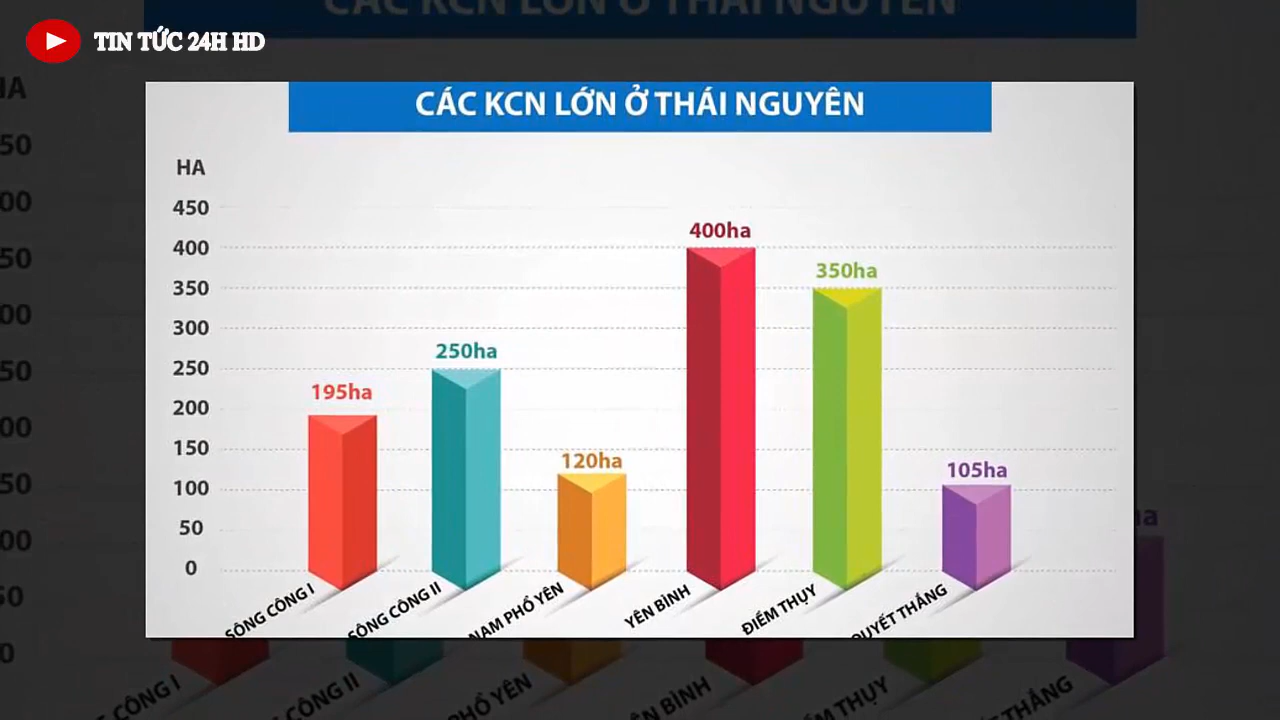 TIN TỨC 24H HD
CÁC KCN LỚN Ở THÁI NGUYÊN
HA
450
400
350
300
250
200
150
100
50
0
195ha
250ha
120ha
400ha
350ha
105ha
SÔNG CÔNG I
SÔNG CÔNG II
NAM PHỔ YÊN
YÊN BÌNH
ĐIỀM THỤY
QUYẾT THẮNG